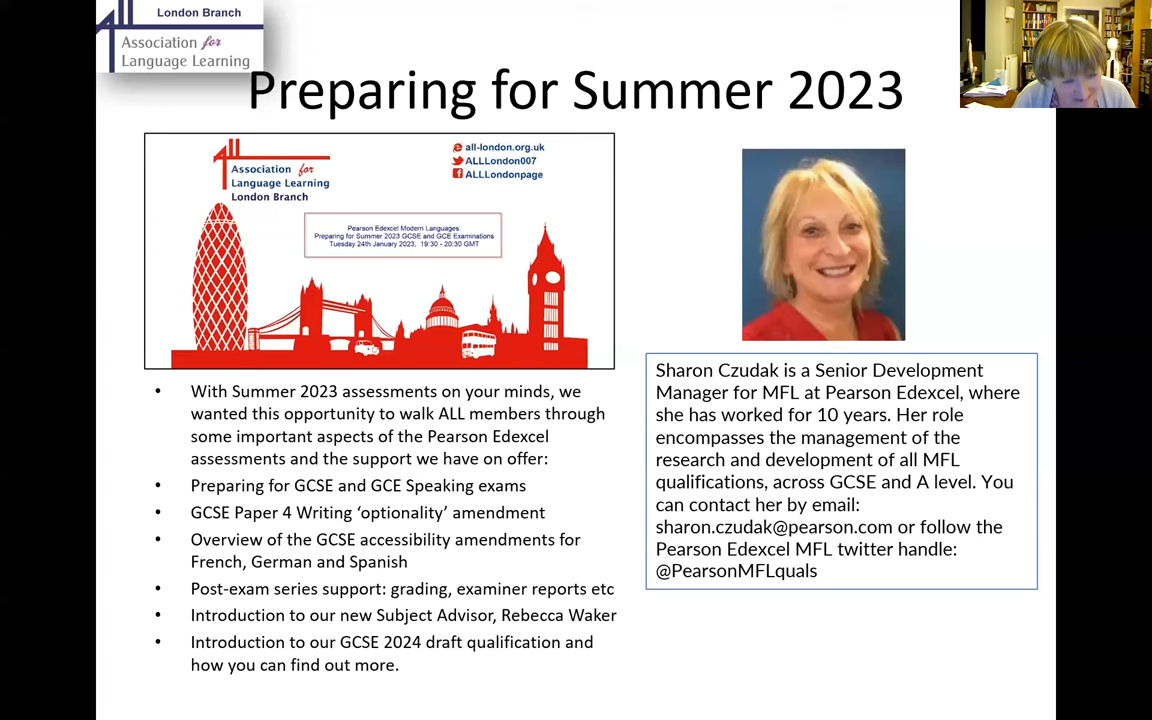 London Branch
Association for
Language Learning
Preparing for Summer 2023
all-london.org.uk
ALLLondon007
ALLLondonpage
All
Association for
Language Learning
London Branch
Pearson Edexcel Modern Languages:
Preparing for Summer 2023 GCSE and GCE Examinations
Tuesday 24th January 2023, 19:30 - 20:30 GMT
• With Summer 2023 assessments on your minds, we
wanted this opportunity to walk ALL members through
some important aspects of the Pearson Edexcel
assessments and the support we have on offer:
• Preparing for GCSE and GCE Speaking exams
• GCSE Paper 4 Writing ‘optionality’ amendment
• Overview of the GCSE accessibility amendments for
French, German and Spanish
• Post-exam series support: grading, examiner reports etc
• Introduction to our new Subject Advisor, Rebecca Waker
• Introduction to our GCSE 2024 draft qualification and
how you can find out more.
Sharon Czudak is a Senior Development
Manager for MFL at Pearson Edexcel, where
she has worked for 10 years. Her role
encompasses the management of the
research and development of all MFL
qualifications, across GCSE and A level. You
can contact her by email:
sharon.czudak@pearson.com or follow the
Pearson Edexcel MFL twitter handle:
@PearsonMFLquals